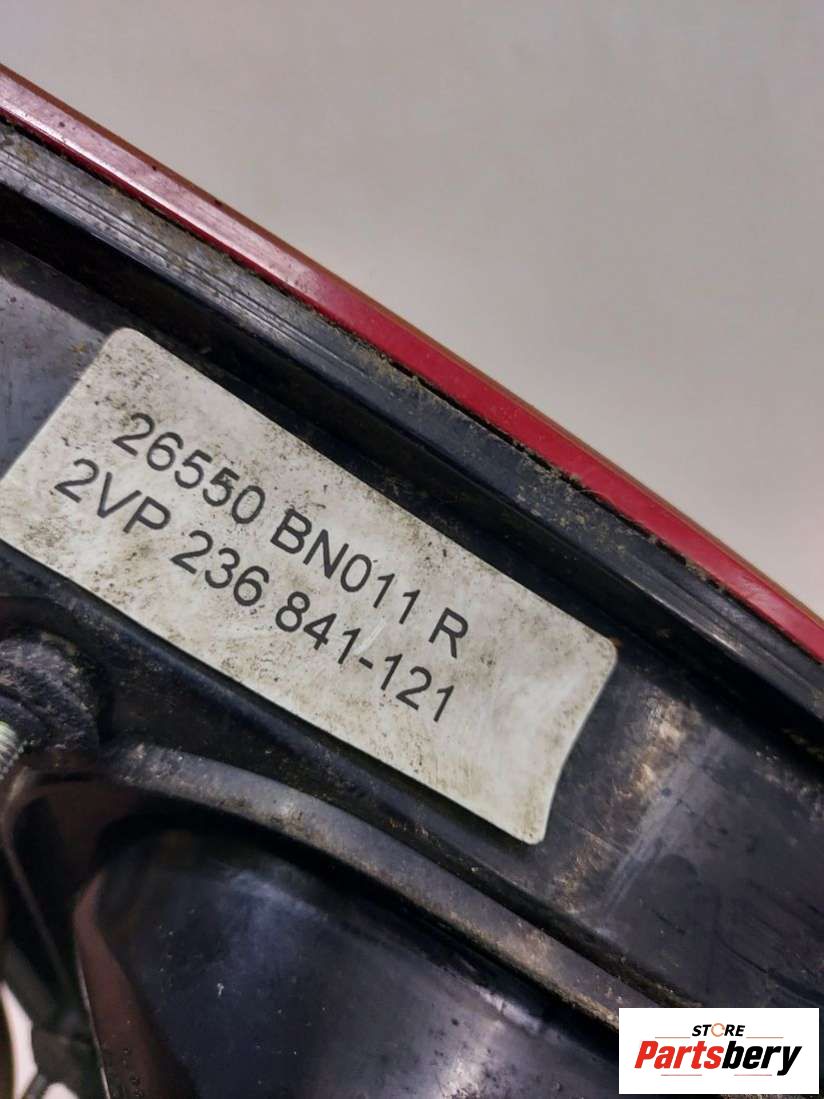 26550 BN011 R
2VP 236 841-121
STORE
Partsbery